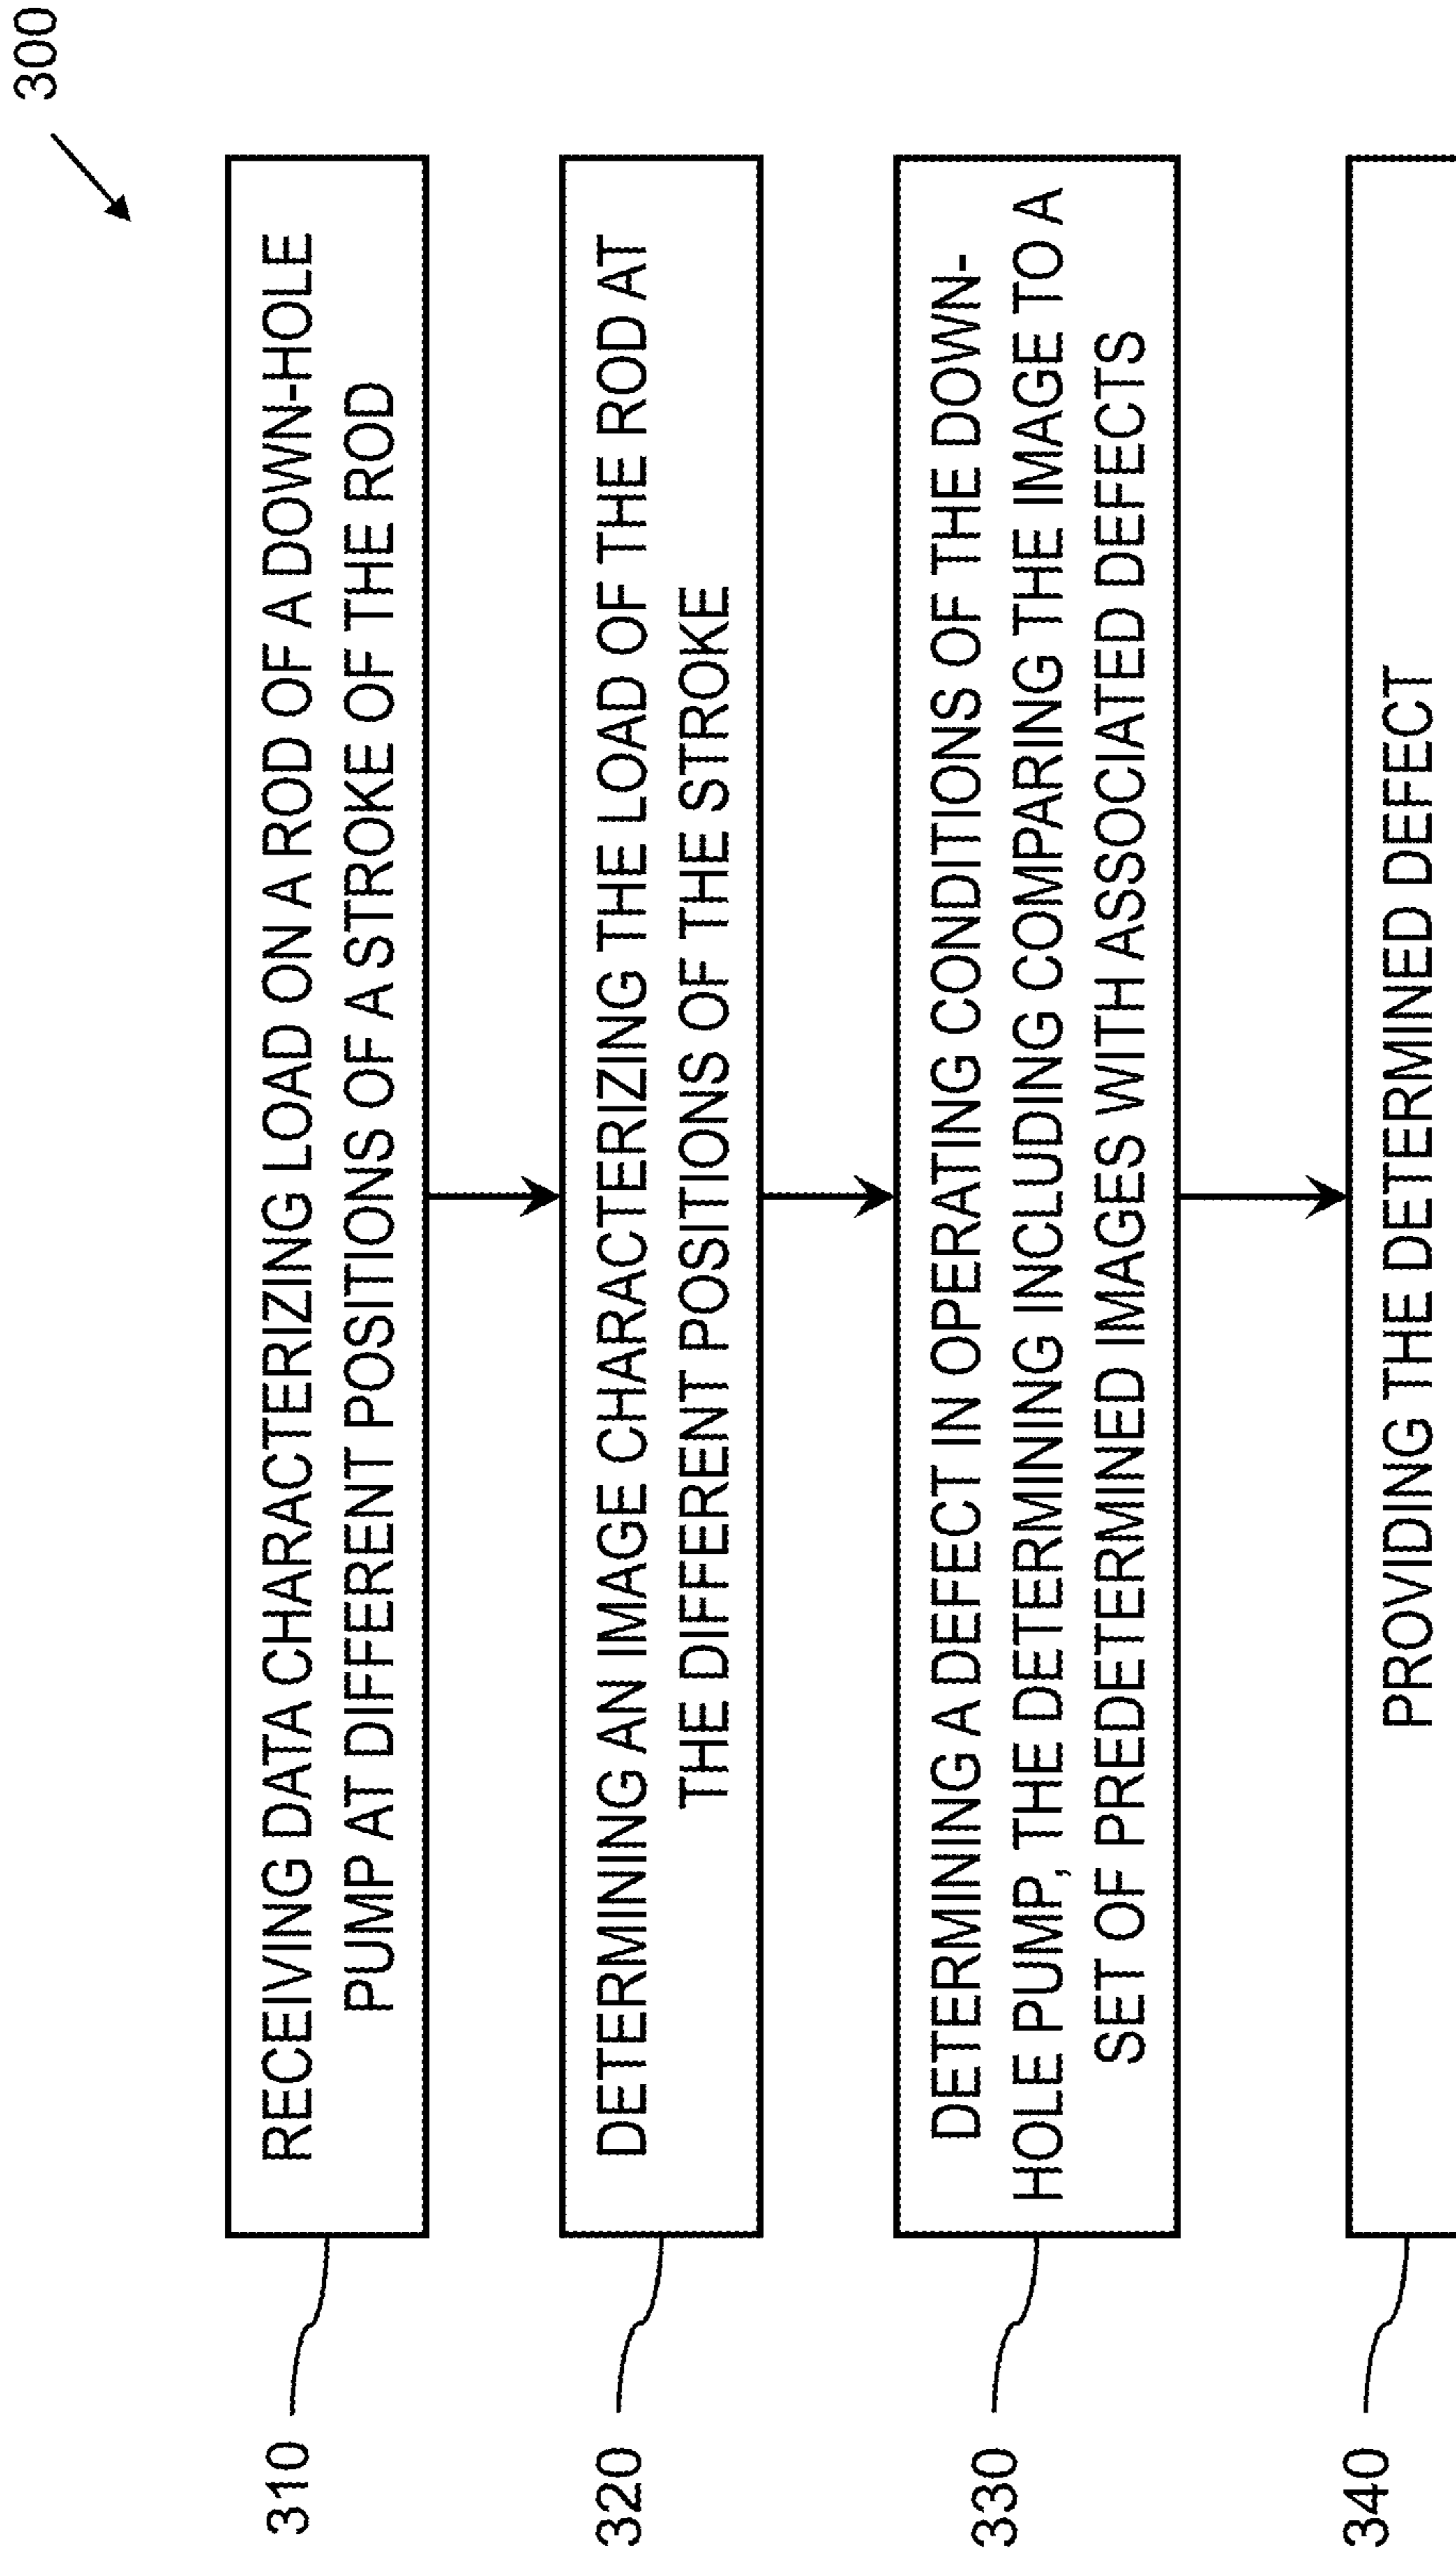 300
310
RECEIVING DATA CHARACTERIZING LOAD ON A ROD OF A DOWN-HOLE
PUMP AT DIFFERENT POSITIONS OF A STROKE OF THE ROD
320
DETERMINING AN IMAGE CHARACTERIZING THE LOAD OF THE ROD AT
THE DIFFERENT POSITIONS OF THE STROKE
330
DETERMINING A DEFECT IN OPERATING CONDITIONS OF THE DOWN-
HOLE PUMP, THE DETERMINING INCLUDING COMPARING THE IMAGE TO A
SET OF PREDETERMINED IMAGES WITH ASSOCIATED DEFECTS
340
PROVIDING THE DETERMINED DEFECT